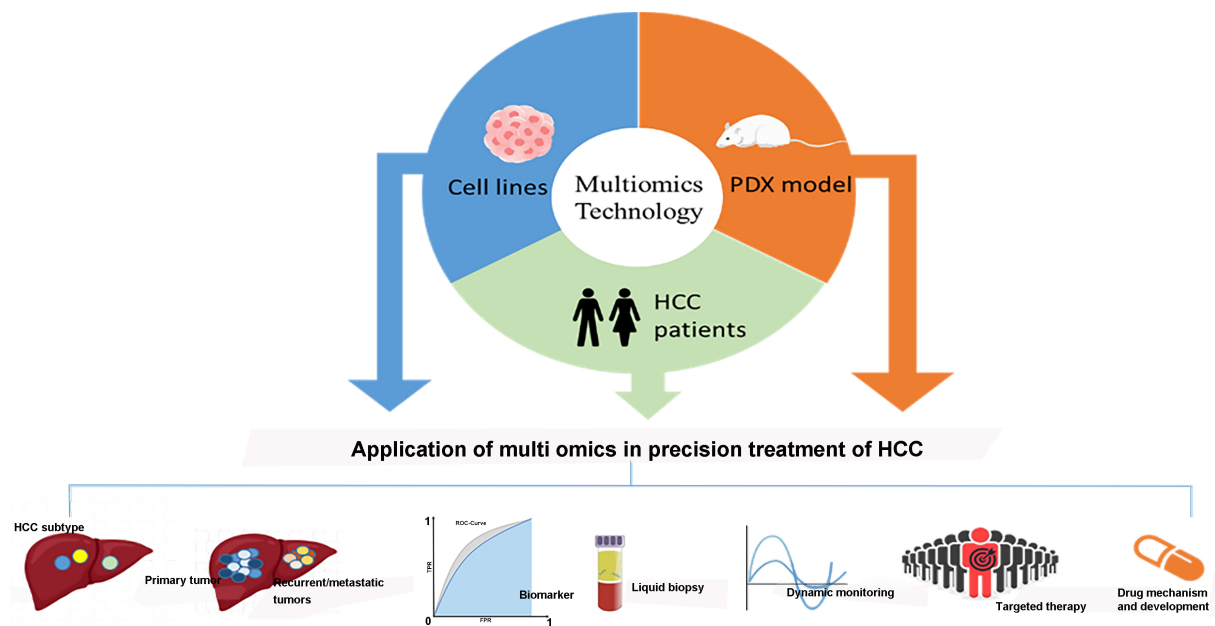 Cell lines
Multiomics
Technology
PDX model
HCC
patients
Application of multi omics in precision treatment of HCC
HCC subtype
Primary tumor
Recurrent/metastatic
tumors
1
ROC-Curve
TPR
0
FPR
1
Biomarker
Liquid biopsy
Dynamic monitoring
Targeted therapy
Drug mechanism
and development